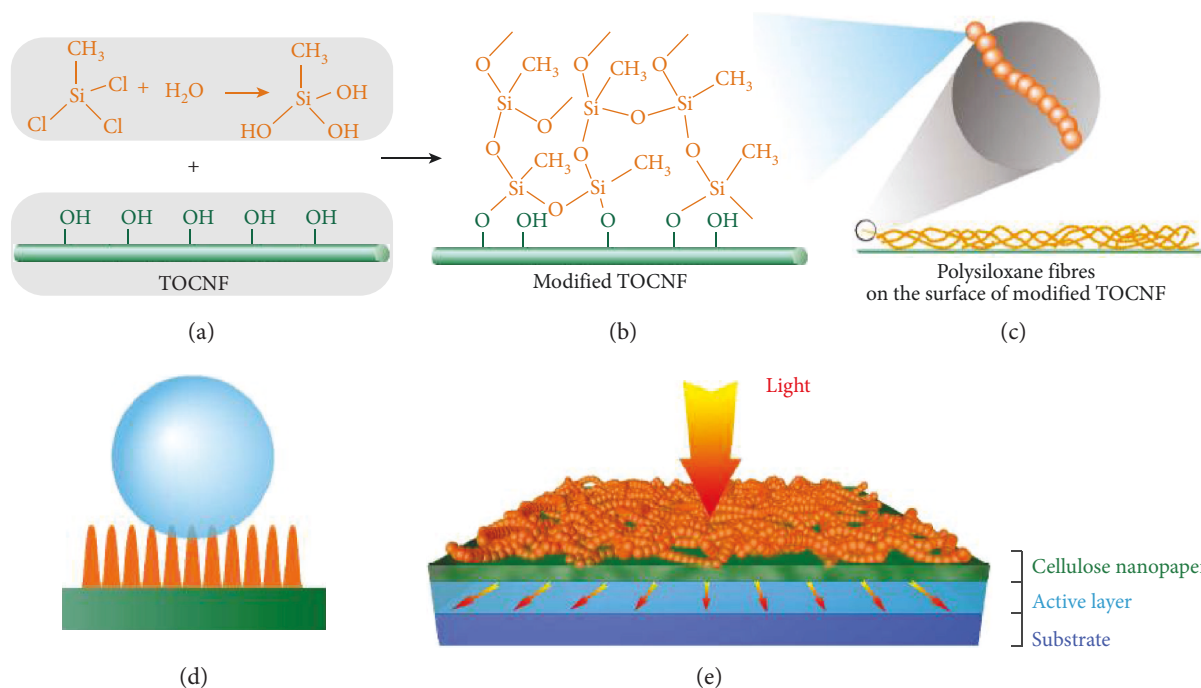 CH3
Si
Cl
Cl
Cl
+
H2O
CH3
Si
OH
HO
OH
+
OH
OH
OH
OH
OH
TOCNF
(a)
O
CH3
O
CH3
O
CH3
Si
O
Si
O
Si
O
O
O
CH3
CH3
CH3
Si
O
Si
Si
O
OH
O
O
OH
Modified TOCNF
(b)
Polysiloxane fibres
on the surface of modified TOCNF
(c)
(d)
Light
Cellulose nanopape
Active layer
Substrate
(e)